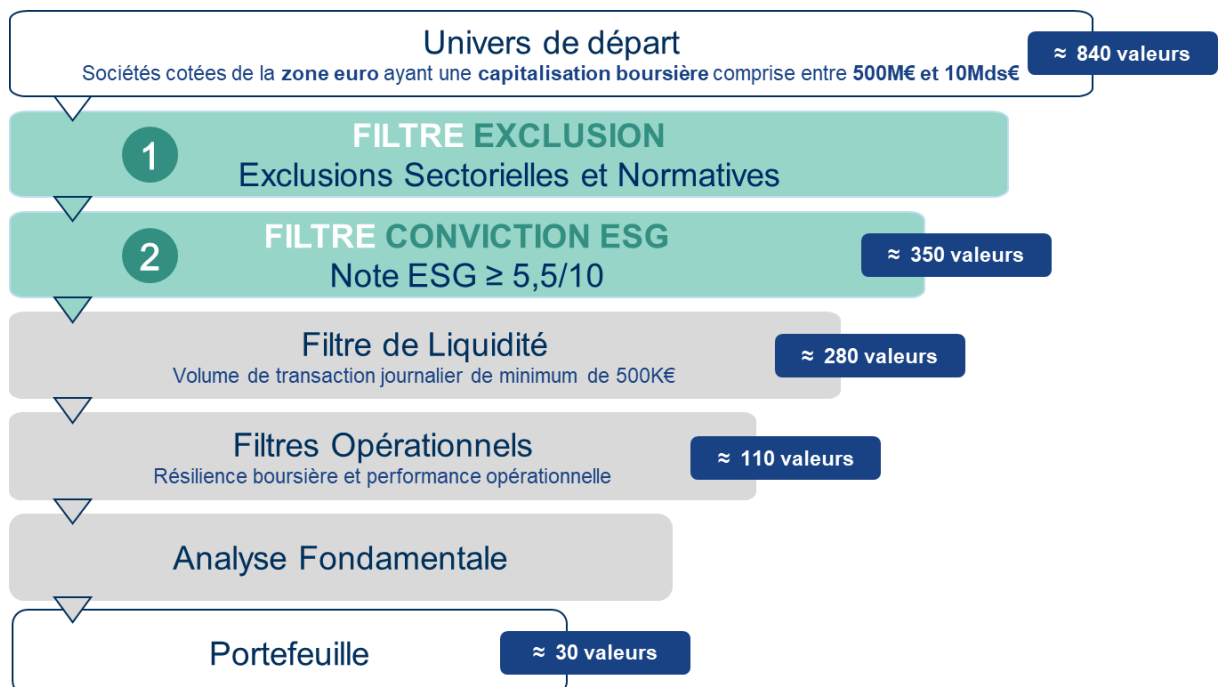 Univers de départ
Sociétés cotées de la zone euro ayant une capitalisation boursière comprise entre 500M€ et 10Mds€
≈ 840 valeurs
1
FILTRE EXCLUSION
Exclusions Sectorielles et Normatives
2
FILTRE CONVICTION ESG
Note ESG ≥ 5,5/10
≈ 350 valeurs
Filtre de Liquidité
Volume de transaction journalier de minimum de 500K€
≈ 280 valeurs
Filtres Opérationnels
Résilience boursière et performance opérationnelle
≈ 110 valeurs
Analyse Fondamentale
Portefeuille
≈ 30 valeurs